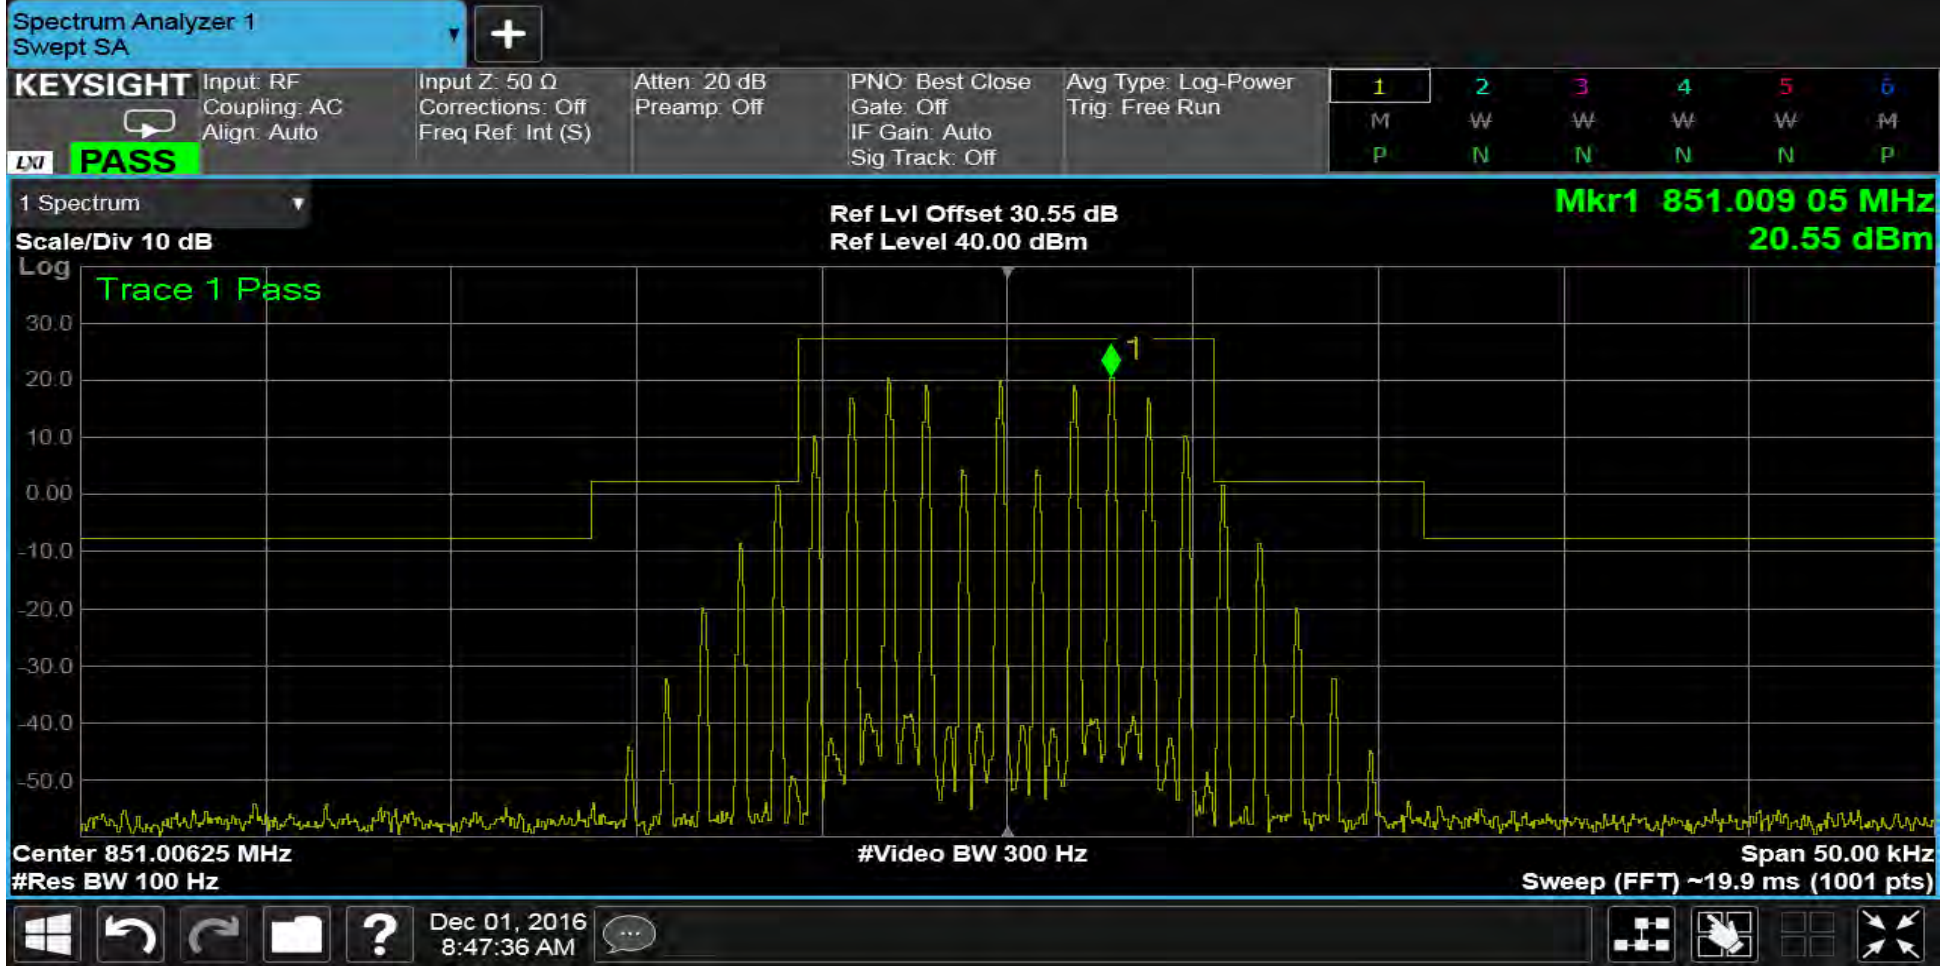 Spectrum Analyzer 1
Swept SA
KEYSIGHT
Input: RF
Coupling: AC
Align: Auto
LXI
PASS
Input Z: 50 Ω
Corrections: Off
Freq Ref: Int (S)
Atten: 20 dB
Preamp: Off
PNO: Best Close
Gate: Off
IF Gain: Auto
Sig Track: Off
Avg Type: Log-Power
Trig: Free Run
1 2 3 4 5 6
M W W W W M
P N N N N P
1 Spectrum
Scale/Div 10 dB
Log
Ref Lvl Offset 30.55 dB
Ref Level 40.00 dBm
Mkr1 851.009 05 MHz
20.55 dBm
Trace 1 Pass
1
30.0
20.0
10.0
0.00
-10.0
-20.0
-30.0
-40.0
-50.0
Center 851.00625 MHz
#Res BW 100 Hz
#Video BW 300 Hz
Span 50.00 kHz
Sweep (FFT) ~19.9 ms (1001 pts)
?
Dec 01, 2016
8:47:36 AM